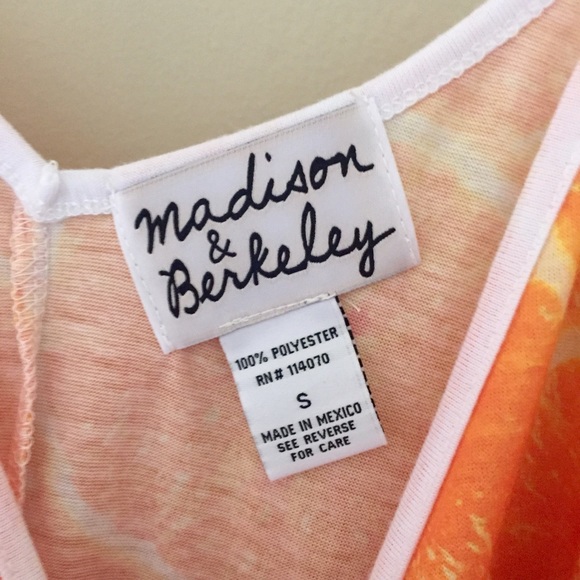 madison
&
Berkeley
100% POLYESTER
RN# 114070
S
MADE IN MEXICO
SEE REVERSE
FOR CARE